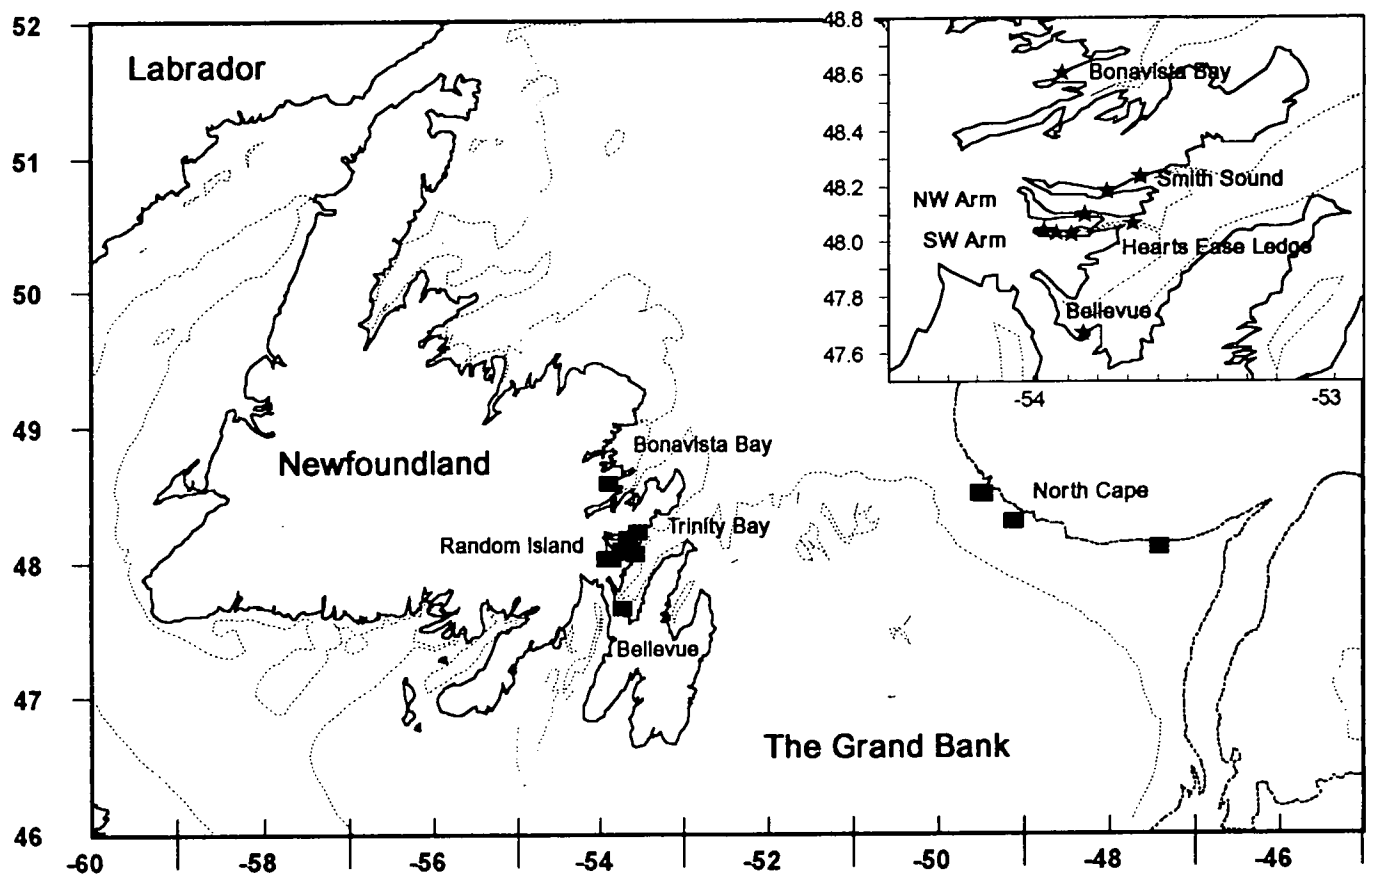 52
51
50
49
48
47
46
-60
-58
-56
-54
-52
-50
-48
-46
Labrador
Newfoundland
Bonavista Bay
Trinity Bay
Random Island
Bellevue
North Cape
The Grand Bank
48.8
48.6
48.4
48.2
48.0
47.8
47.6
-54
-53
Bonavista Bay
Smith Sound
NW Arm
SW Arm
Hearts Ease Ledge
Bellevue